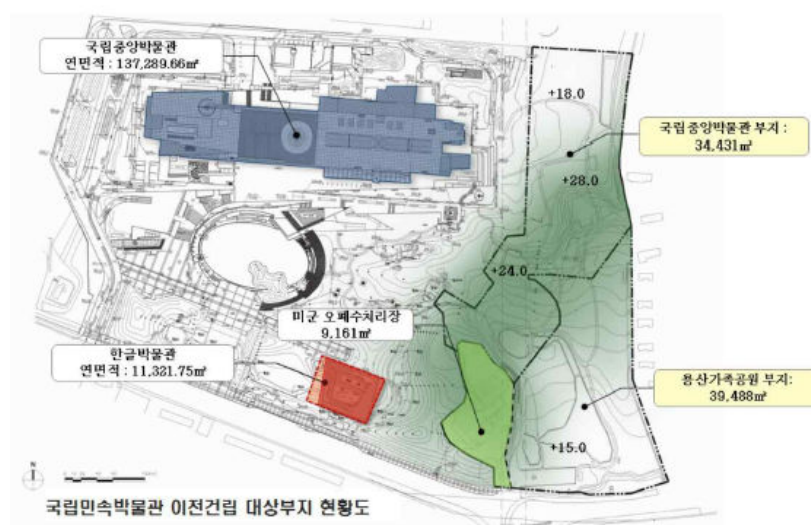 국립중앙박물관
연면적 : 137,289.66㎡
+18.0
국립중앙박물관 부지 :
34,431㎡
+28.0
+24.0
미군 오폐수처리장
9,161㎡
한글박물관
연면적 : 11,321.75㎡
용산가족공원 부지:
39,488㎡
+15.0
N
국립민속박물관 이전건립 대상부지 현황도